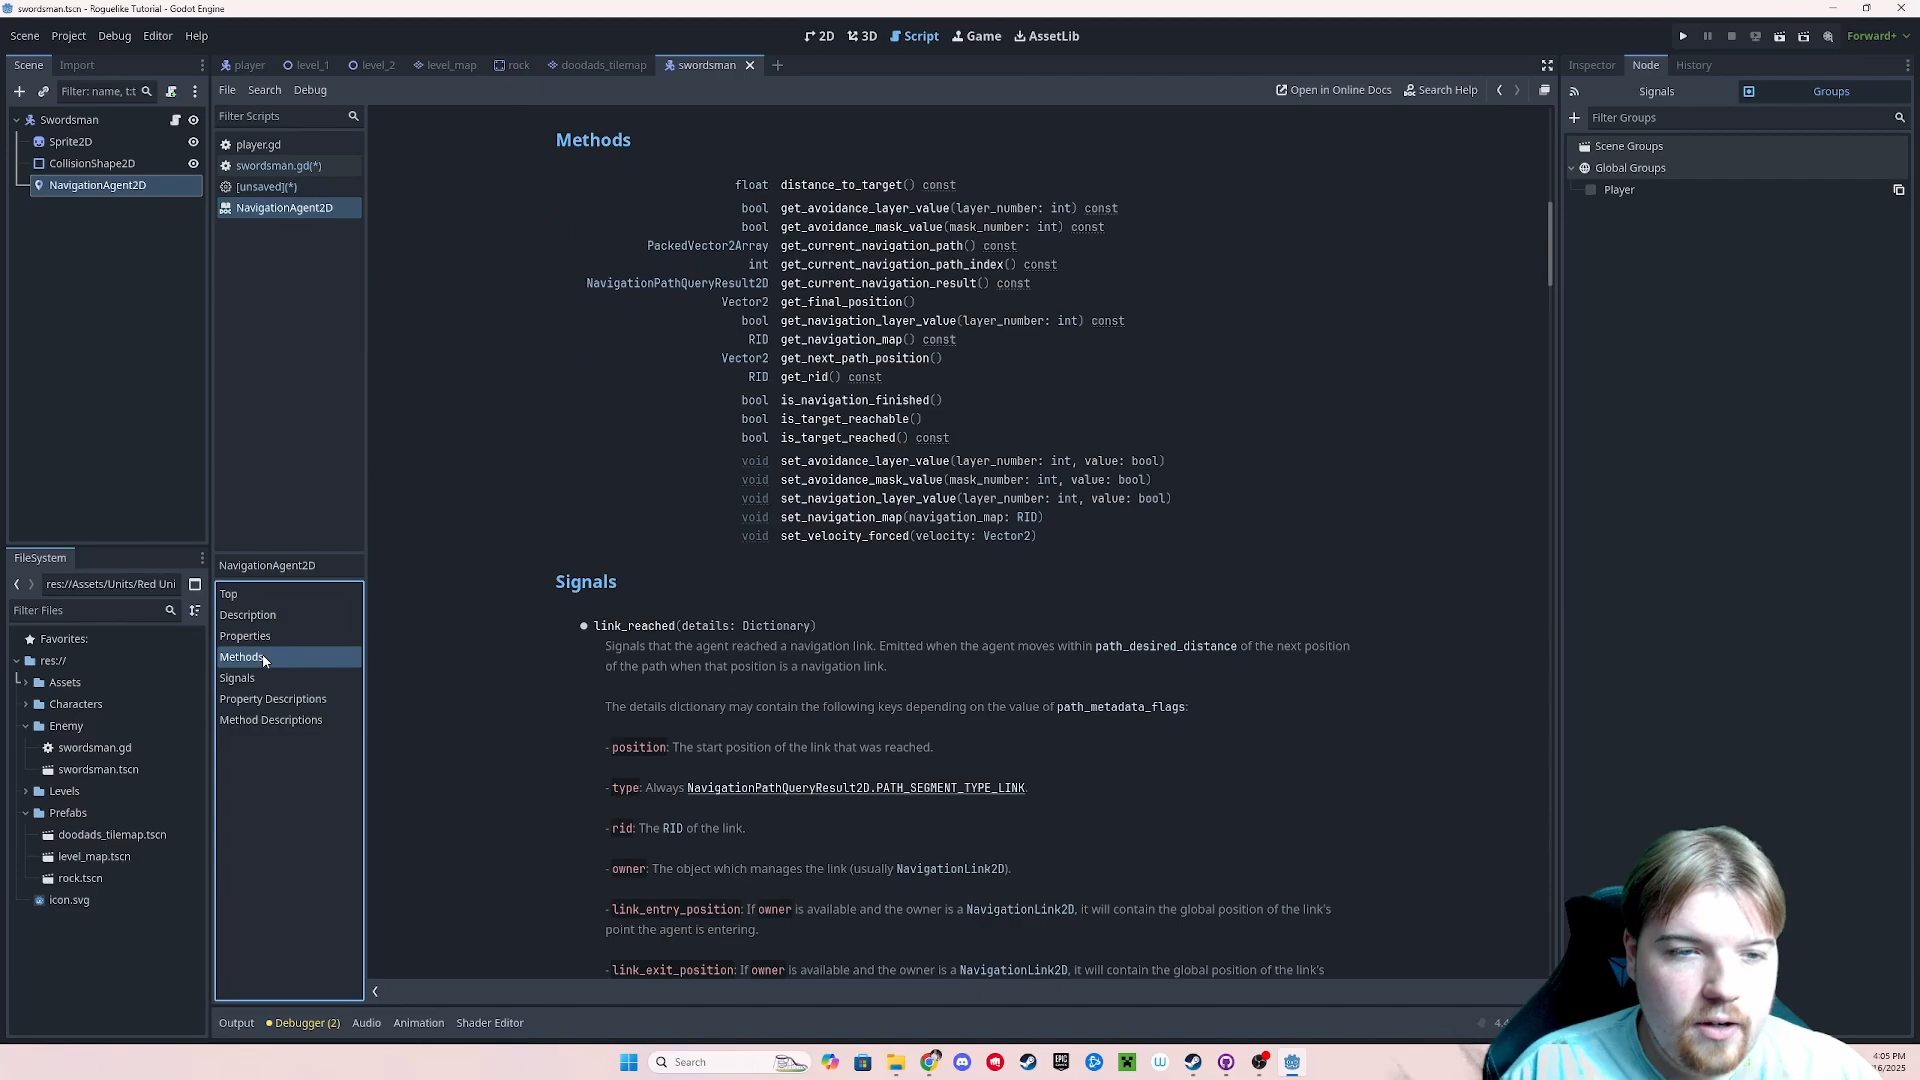 swordsman.tscn - Roguelike Tutorial - Godot Engine
Scene Project Debug Editor Help
2D 3D Script Game AssetLib
Forward+
Scene Import
player level_1 level_2 level_map rock doodads_tilemap swordsman
Inspector Node History
Filter: name, t:t
File Search Debug
Open in Online Docs Search Help
Signals Groups
Filter Scripts
Filter Groups
Swordsman
Sprite2D
CollisionShape2D
NavigationAgent2D
player.gd
swordsman.gd(*)
[unsaved](*)
NavigationAgent2D
Scene Groups
Global Groups
Player
Methods
float distance_to_target() const
bool get_avoidance_layer_value(layer_number: int) const
bool get_avoidance_mask_value(mask_number: int) const
PackedVector2Array get_current_navigation_path() const
int get_current_navigation_path_index() const
NavigationPathQueryResult2D get_current_navigation_result() const
Vector2 get_final_position()
bool get_navigation_layer_value(layer_number: int) const
RID get_navigation_map() const
Vector2 get_next_path_position()
RID get_rid() const
bool is_navigation_finished()
bool is_target_reachable()
bool is_target_reached() const
void set_avoidance_layer_value(layer_number: int, value: bool)
void set_avoidance_mask_value(mask_number: int, value: bool)
void set_navigation_layer_value(layer_number: int, value: bool)
void set_navigation_map(navigation_map: RID)
void set_velocity_forced(velocity: Vector2)
Signals
link_reached(details: Dictionary)
Signals that the agent reached a navigation link. Emitted when the agent moves within path_desired_distance of the next position
of the path when that position is a navigation link.
The details dictionary may contain the following keys depending on the value of path_metadata_flags:
- position: The start position of the link that was reached.
- type: Always NavigationPathQueryResult2D.PATH_SEGMENT_TYPE_LINK.
- rid: The RID of the link.
- owner: The object which manages the link (usually NavigationLink2D).
- link_entry_position: If owner is available and the owner is a NavigationLink2D, it will contain the global position of the link's
point the agent is entering.
- link_exit_position: If owner is available and the owner is a NavigationLink2D, it will contain the global position of the link's
NavigationAgent2D
Top
Description
Properties
Methods
Signals
Property Descriptions
Method Descriptions
FileSystem
res://Assets/Units/Red Uni
Filter Files
Favorites:
res://
Assets
Characters
Enemy
swordsman.gd
swordsman.tscn
Levels
Prefabs
doodads_tilemap.tscn
level_map.tscn
rock.tscn
icon.svg
Output Debugger (2) Audio Animation Shader Editor
Search
4:05 PM